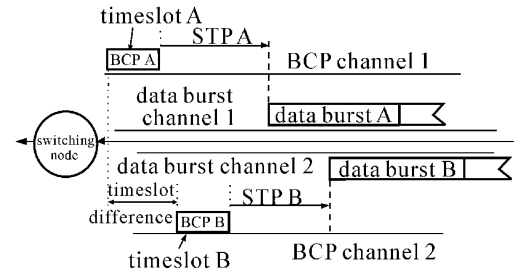 timeslot A
STP A
BCP A
BCP channel 1
data burst
channel 1
data burst A
switching
node
data burst channel 2
data burst B
timeslot
difference
STP B
BCP B
timeslot B
BCP channel 2